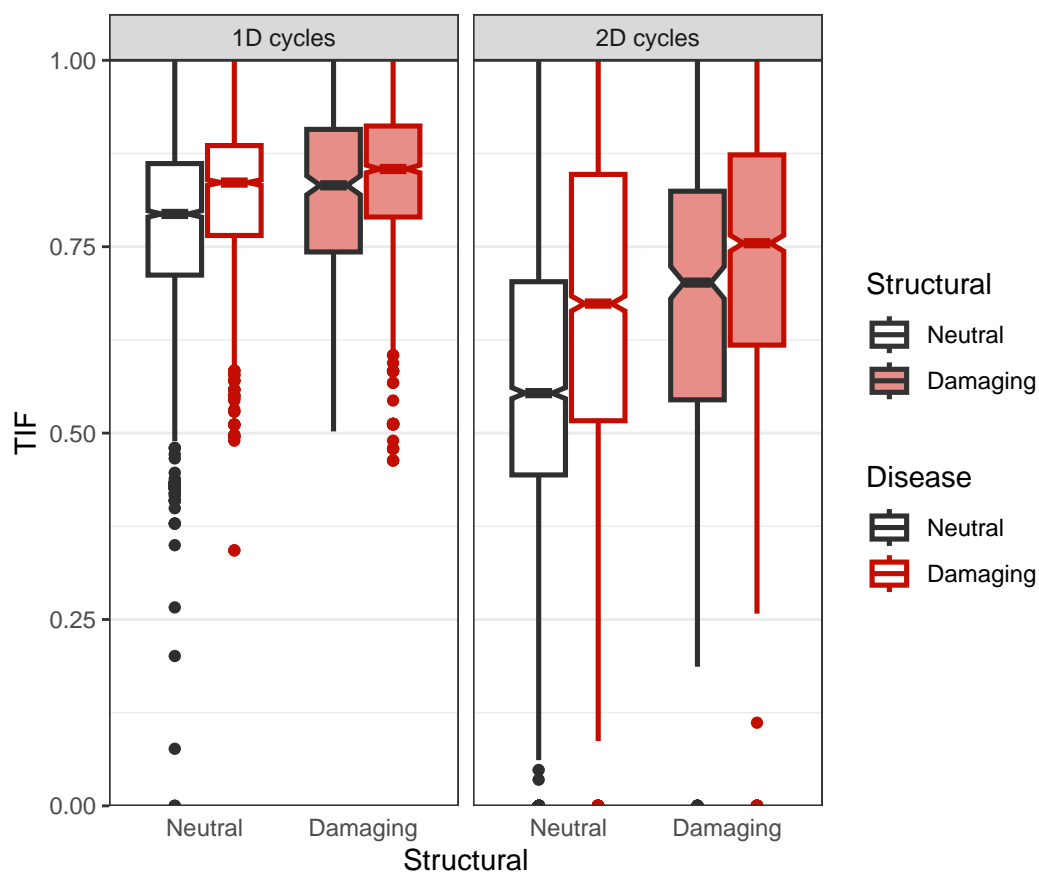 1D cycles
2D cycles
1.00
0.75
0.50
0.25
0.00
TIF
Neutral
Damaging
Neutral
Damaging
Structural
Structural
Neutral
Damaging
Disease
Neutral
Damaging